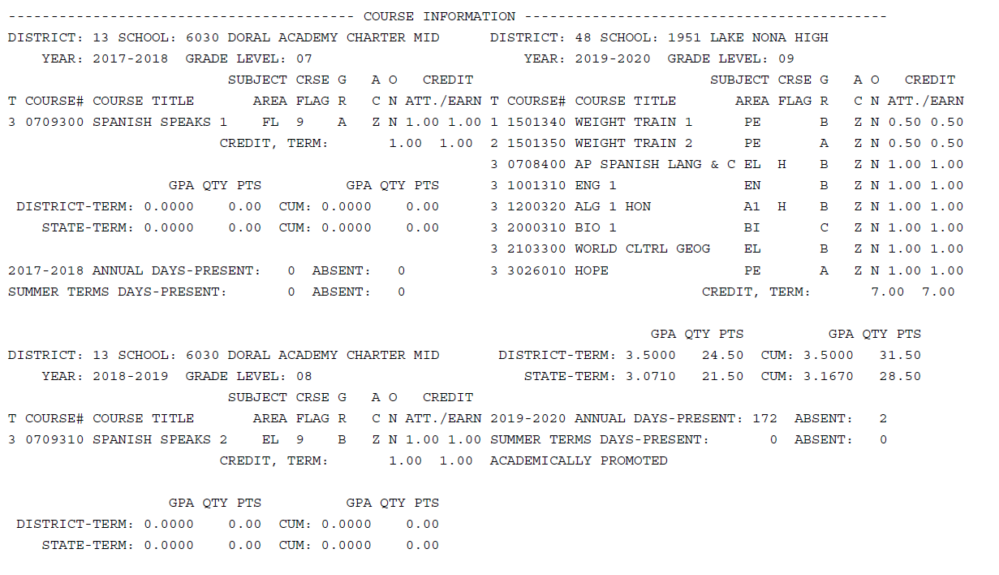 ----------------------------------------- COURSE INFORMATION -------------------------------------------
DISTRICT: 13 SCHOOL: 6030 DORAL ACADEMY CHARTER MID
YEAR: 2017-2018 GRADE LEVEL: 07
SUBJECT CRSE G A O CREDIT
T COURSE# COURSE TITLE AREA FLAG R C N ATT./EARN
3 0709300 SPANISH SPEAKS 1 FL 9 A Z N 1.00 1.00
CREDIT, TERM: 1.00 1.00
GPA QTY PTS GPA QTY PTS
DISTRICT-TERM: 0.0000 0.00 CUM: 0.0000 0.00
STATE-TERM: 0.0000 0.00 CUM: 0.0000 0.00
2017-2018 ANNUAL DAYS-PRESENT: 0 ABSENT: 0
SUMMER TERMS DAYS-PRESENT: 0 ABSENT: 0
DISTRICT: 13 SCHOOL: 6030 DORAL ACADEMY CHARTER MID
YEAR: 2018-2019 GRADE LEVEL: 08
SUBJECT CRSE G A O CREDIT
T COURSE# COURSE TITLE AREA FLAG R C N ATT./EARN
3 0709310 SPANISH SPEAKS 2 EL 9 B Z N 1.00 1.00
CREDIT, TERM: 1.00 1.00
GPA QTY PTS GPA QTY PTS
DISTRICT-TERM: 0.0000 0.00 CUM: 0.0000 0.00
STATE-TERM: 0.0000 0.00 CUM: 0.0000 0.00
DISTRICT: 48 SCHOOL: 1951 LAKE NONA HIGH
YEAR: 2019-2020 GRADE LEVEL: 09
SUBJECT CRSE G A O CREDIT
T COURSE# COURSE TITLE AREA FLAG R C N ATT./EARN
1 1501340 WEIGHT TRAIN 1 PE B Z N 0.50 0.50
2 1501350 WEIGHT TRAIN 2 PE A Z N 0.50 0.50
3 0708400 AP SPANISH LANG & C EL H B Z N 1.00 1.00
3 1001310 ENG 1 EN B Z N 1.00 1.00
3 1200320 ALG 1 HON A1 H B Z N 1.00 1.00
3 2000310 BIO 1 BI C Z N 1.00 1.00
3 2103300 WORLD CLTRL GEOG EL B Z N 1.00 1.00
3 3026010 HOPE PE A Z N 1.00 1.00
CREDIT, TERM: 7.00 7.00
GPA QTY PTS GPA QTY PTS
DISTRICT-TERM: 3.5000 24.50 CUM: 3.5000 31.50
STATE-TERM: 3.0710 21.50 CUM: 3.1670 28.50
2019-2020 ANNUAL DAYS-PRESENT: 172 ABSENT: 2
SUMMER TERMS DAYS-PRESENT: 0 ABSENT: 0
ACADEMICALLY PROMOTED